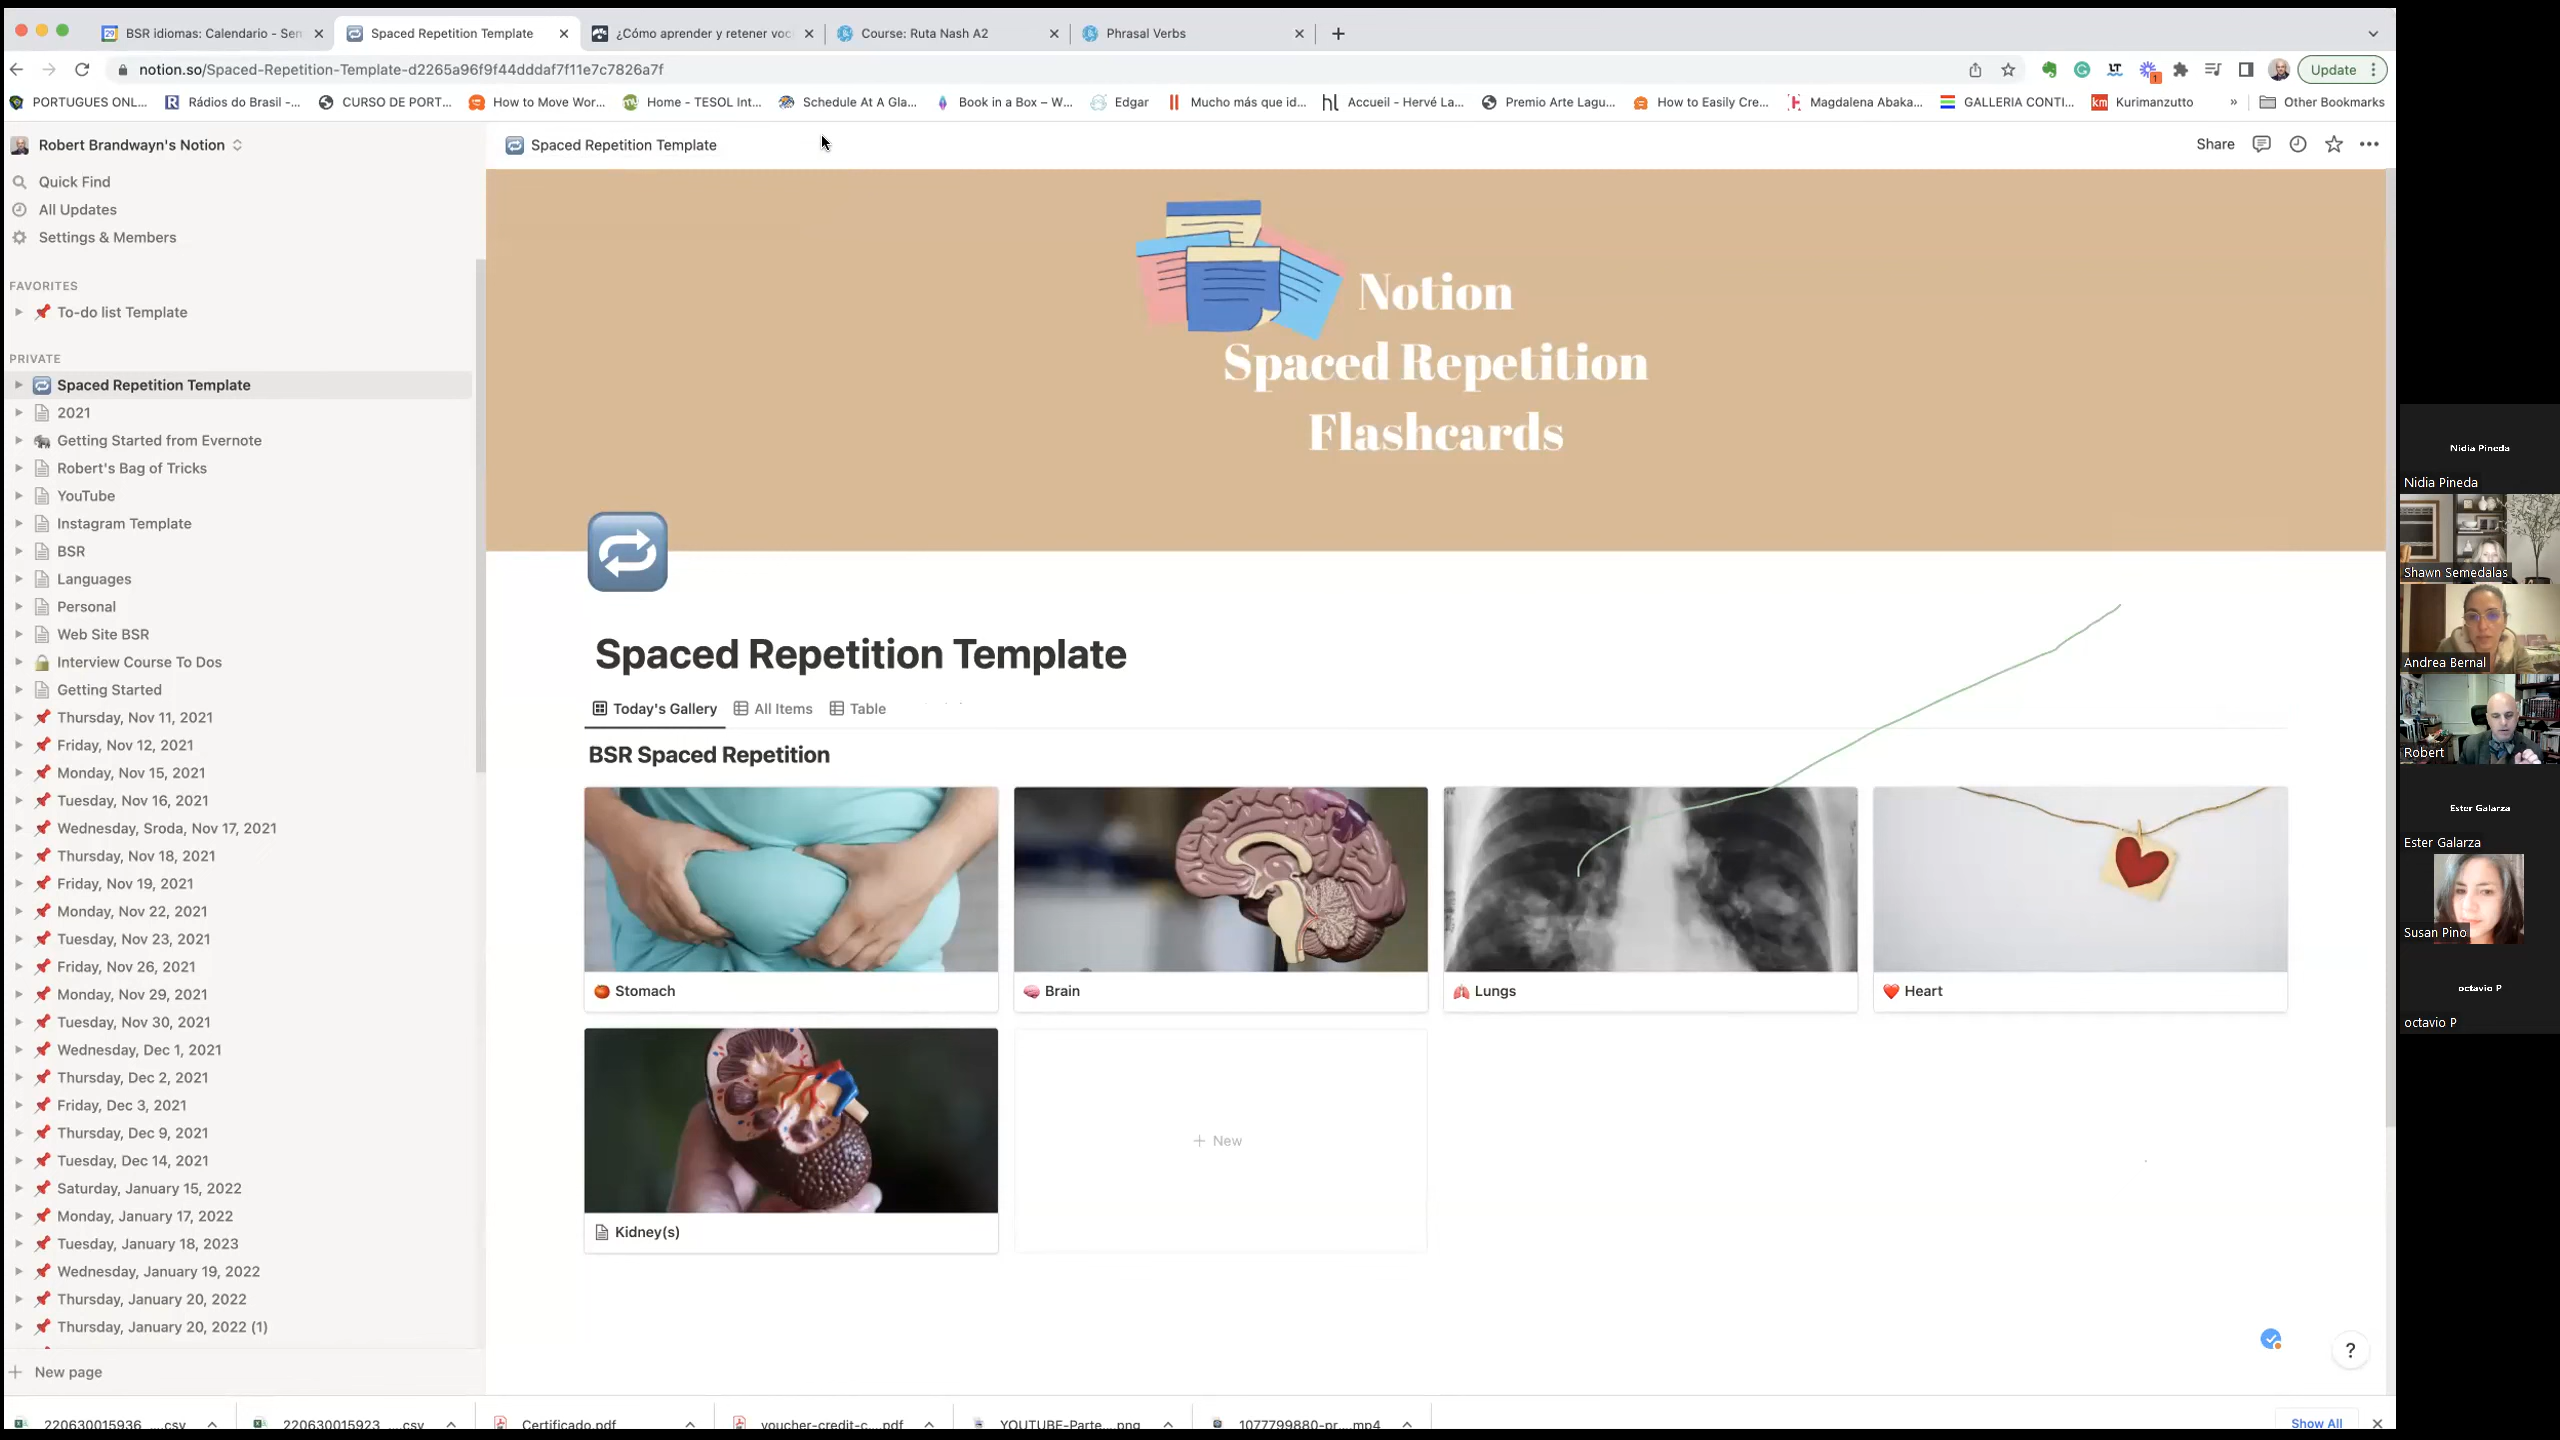 BSR idiomas: Calendario - Sen
Spaced Repetition Template
¿Cómo aprender y retener voc
Course: Ruta Nash A2
Phrasal Verbs
notion.so/Spaced-Repetition-Template-d2265a96f9f44dddaf7f11e7c7826a7f
Update
PORTUGUES ONL...
Rádios do Brasil -...
CURSO DE PORT...
How to Move Wor...
Home - TESOL Int...
Schedule At A Gla...
Book in a Box – W...
Edgar
Mucho más que id...
Accueil - Hervé La...
Premio Arte Lagu...
How to Easily Cre...
Magdalena Abaka...
GALLERIA CONTI...
Kurimanzutto
»
Other Bookmarks
Robert Brandwayn's Notion
Spaced Repetition Template
Share
Quick Find
All Updates
Settings & Members
FAVORITES
To-do list Template
PRIVATE
Spaced Repetition Template
2021
Getting Started from Evernote
Robert's Bag of Tricks
YouTube
Instagram Template
BSR
Languages
Personal
Web Site BSR
Interview Course To Dos
Getting Started
Thursday, Nov 11, 2021
Friday, Nov 12, 2021
Monday, Nov 15, 2021
Tuesday, Nov 16, 2021
Wednesday, Sroda, Nov 17, 2021
Thursday, Nov 18, 2021
Friday, Nov 19, 2021
Monday, Nov 22, 2021
Tuesday, Nov 23, 2021
Friday, Nov 26, 2021
Monday, Nov 29, 2021
Tuesday, Nov 30, 2021
Wednesday, Dec 1, 2021
Thursday, Dec 2, 2021
Friday, Dec 3, 2021
Thursday, Dec 9, 2021
Tuesday, Dec 14, 2021
Saturday, January 15, 2022
Monday, January 17, 2022
Tuesday, January 18, 2023
Wednesday, January 19, 2022
Thursday, January 20, 2022
Thursday, January 20, 2022 (1)
New page
Notion
Spaced Repetition
Flashcards
Spaced Repetition Template
Today's Gallery
All Items
Table
BSR Spaced Repetition
Stomach
Brain
Lungs
Heart
Kidney(s)
+ New
?
220630015936_....csv
220630015923_....csv
Certificado.pdf
voucher-credit-c....pdf
YOUTUBE-Parte....png
1077799880-pr....mp4
Show All
Nidia Pineda
Nidia Pineda
Shawn Semedalas
Andrea Bernal
Robert
Ester Galarza
Ester Galarza
Susan Pino
octavio P
octavio P